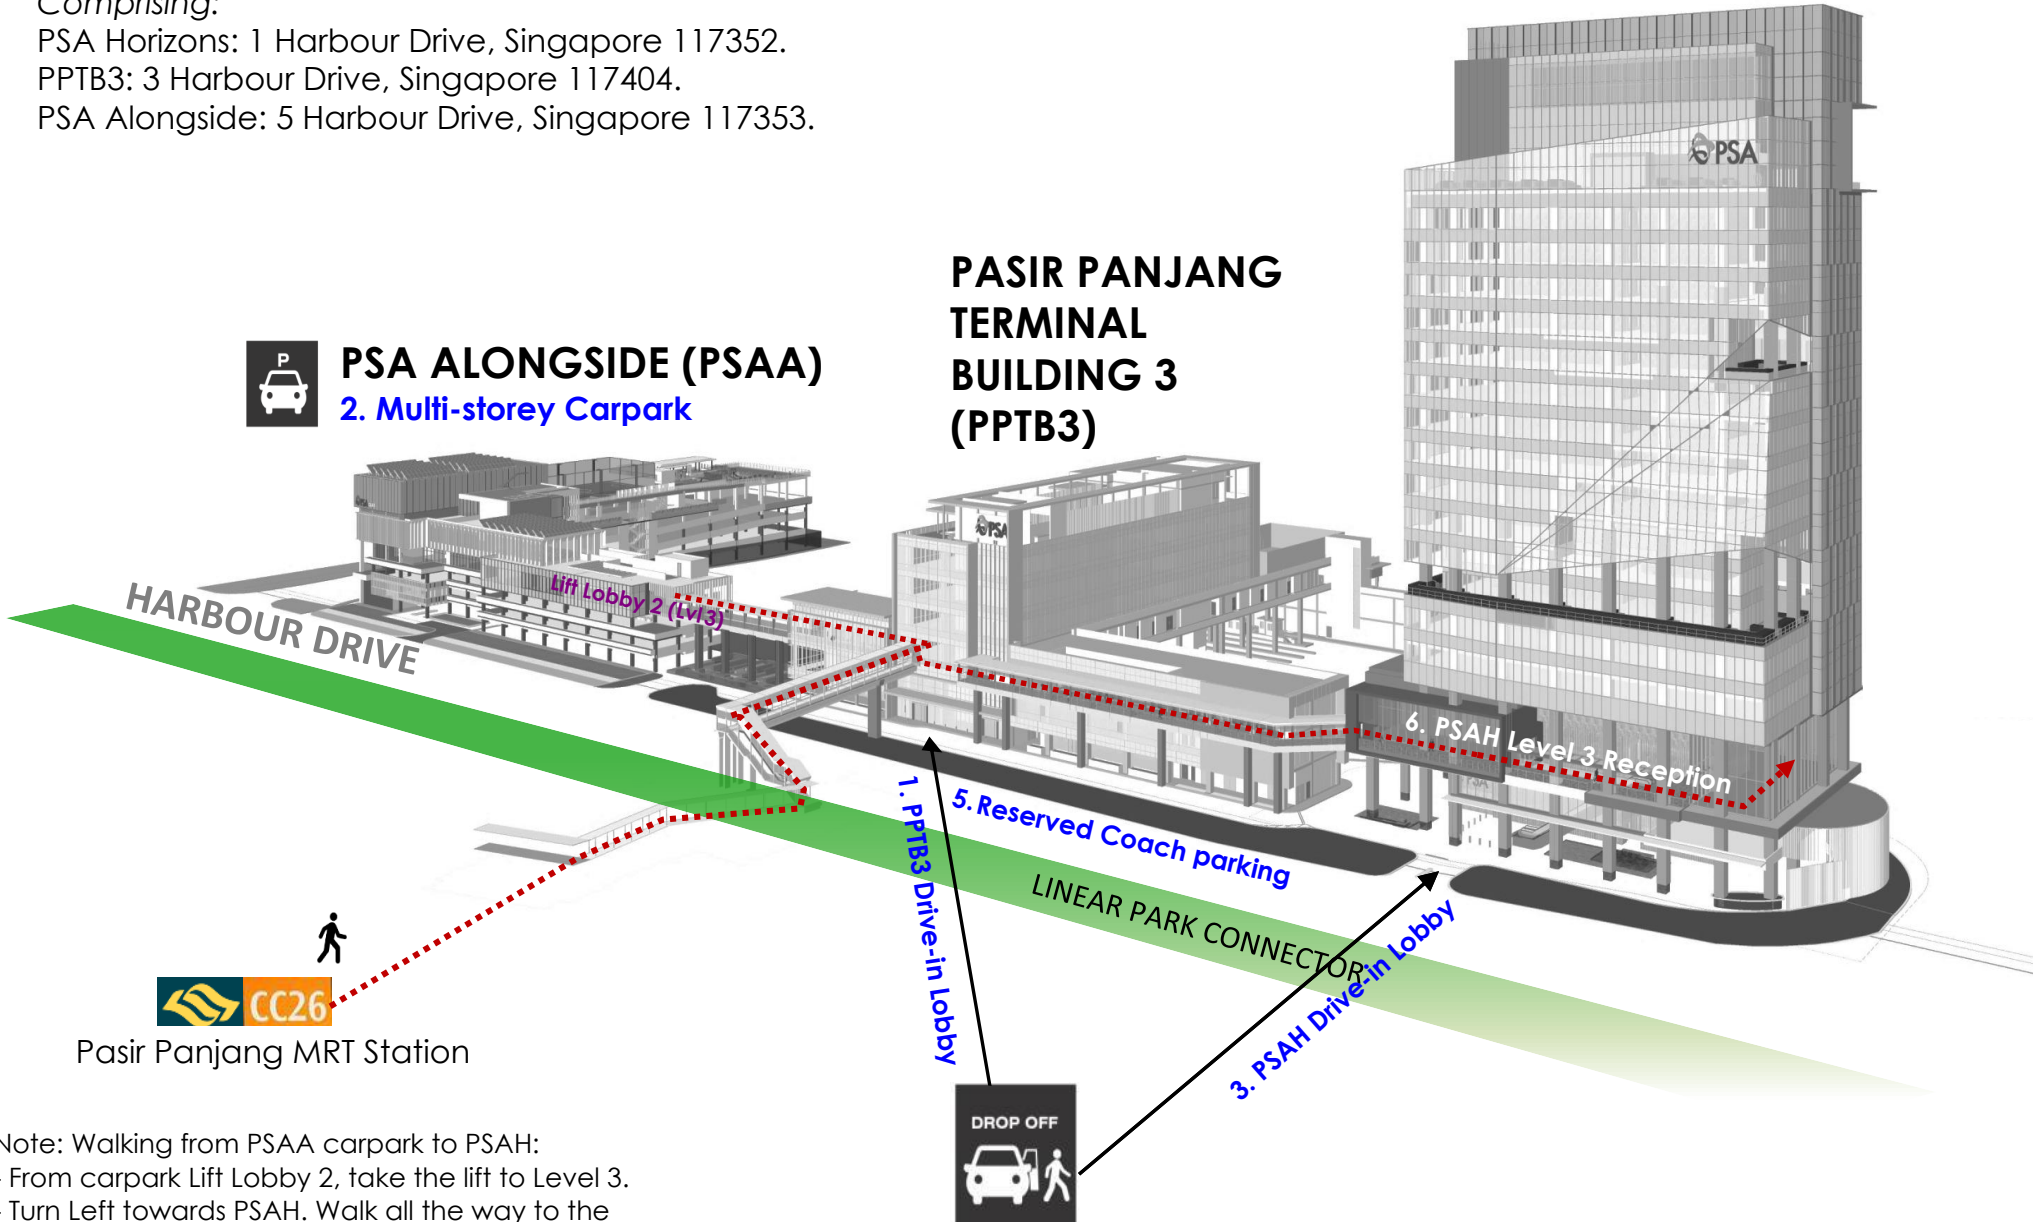 Comprising:
PSA Horizons: 1 Harbour Drive, Singapore 117352.
PPTB3: 3 Harbour Drive, Singapore 117404.
PSA Alongside: 5 Harbour Drive, Singapore 117353.
PSA
PASIR PANJANG
TERMINAL
BUILDING 3
(PPTB3)
P
PSA ALONGSIDE (PSAA)
2. Multi-storey Carpark
PSA
Lift Lobby 2 (Lvl 3)
HARBOUR DRIVE
6. PSAH Level 3 Reception
1. PPTB3 Drive-in Lobby
5. Reserved Coach parking
LINEAR PARK CONNECTOR
3. PSAH Drive-in Lobby
CC26
Pasir Panjang MRT Station
DROP OFF
Note: Walking from PSAA carpark to PSAH:
- From carpark Lift Lobby 2, take the lift to Level 3.
- Turn Left towards PSAH. Walk all the way to the